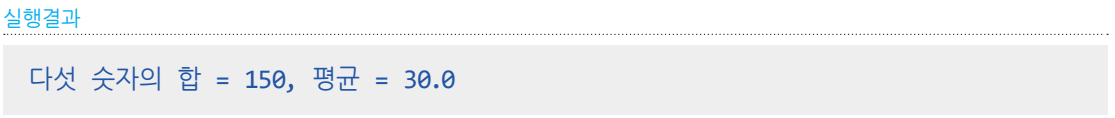 실행결과
다섯 숫자의 합 = 150, 평균 = 30.0